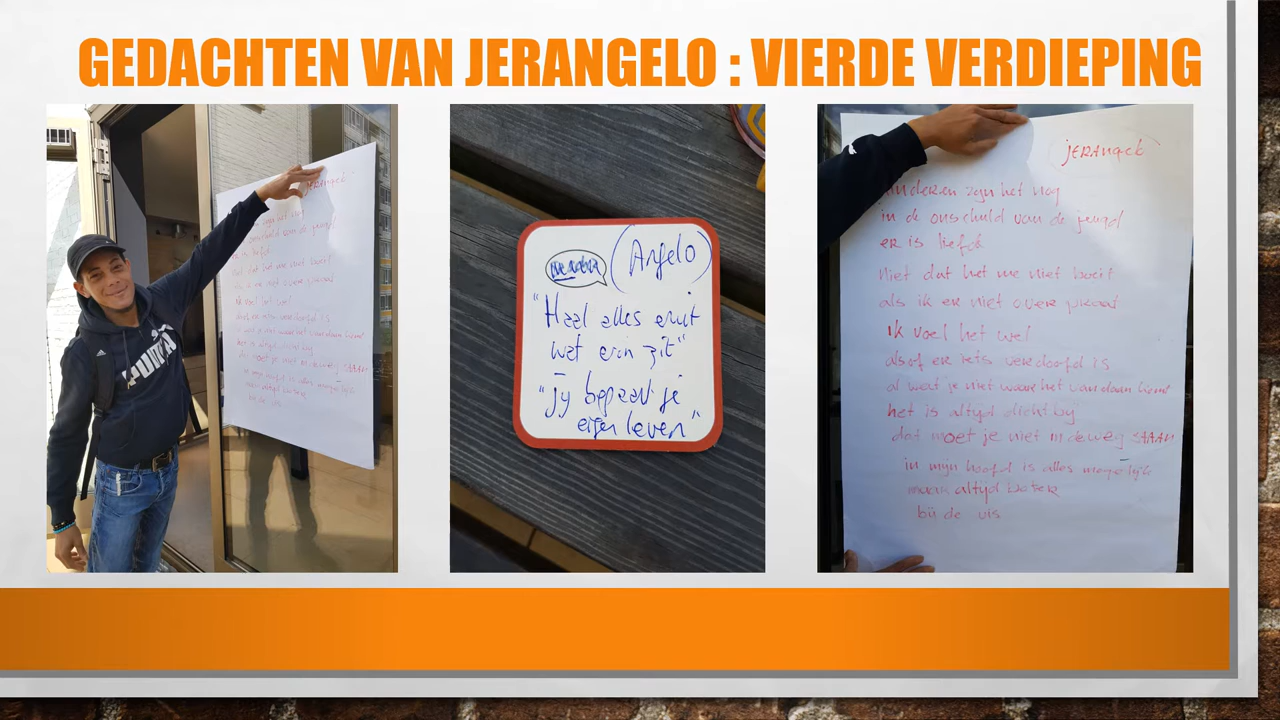 GEDACHTEN VAN JERANGELO : VIERDE VERDIEPING
PUMA
(Angelo)
"Haal alles eruit
wat erin zit"
"jij bepaalt je
eigen leven"
JERANgelo
kinderen zijn het nog
in de onschuld van de jeugd
er is liefde
niet dat het me niet boeit
als ik er niet over praat
ik voel het wel
alsof er iets verdoofd is
al weet je niet waar het vandaan komt
het is altijd dichtbij
dat moet je niet in de weg STAAN
in mijn hoofd is alles mogelijk
maar altijd boter
bij de vis